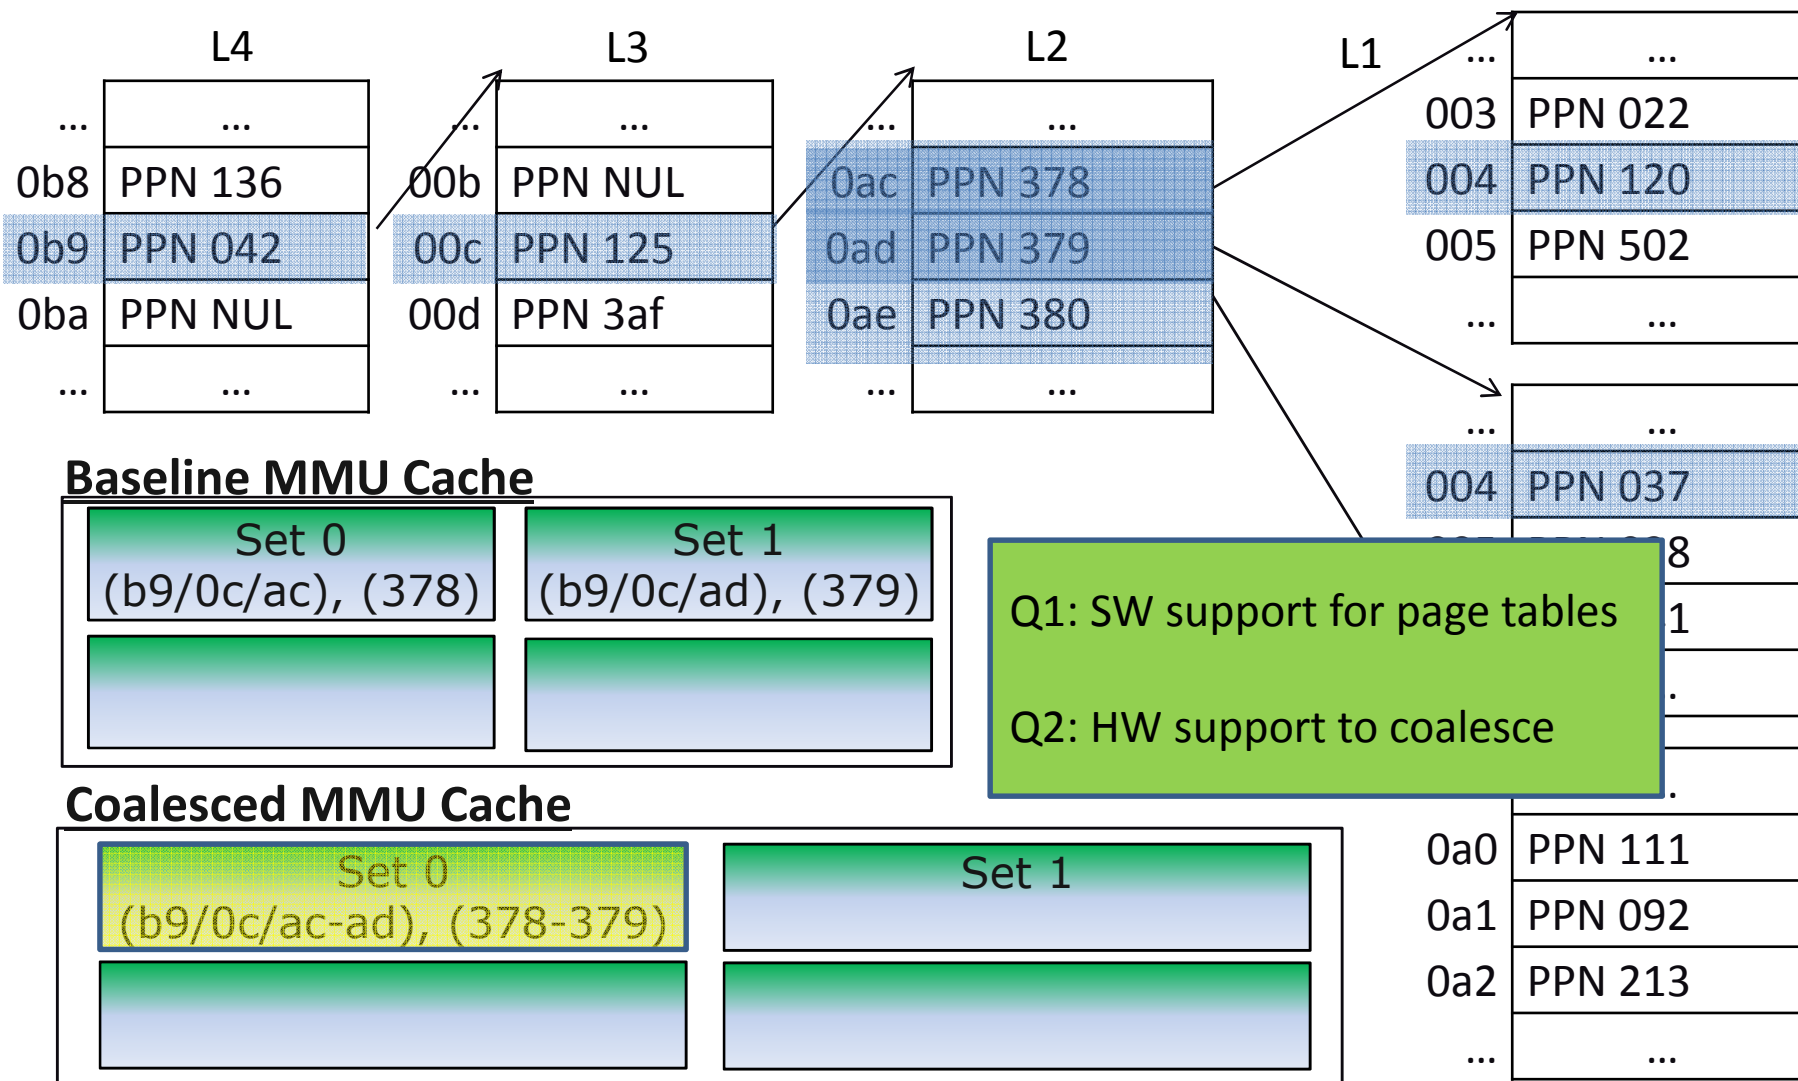 L4
...
...
0b8
PPN 136
0b9
PPN 042
0ba
PPN NUL
...
...
L3
...
...
00b
PPN NUL
00c
PPN 125
00d
PPN 3af
...
...
L2
...
...
0ac
PPN 378
0ad
PPN 379
0ae
PPN 380
...
...
L1
...
...
003
PPN 022
004
PPN 120
005
PPN 502
...
...
...
...
004
PPN 037
8
1
.
.
0a0
PPN 111
0a1
PPN 092
0a2
PPN 213
...
...
Baseline MMU Cache
Set 0
(b9/0c/ac), (378)
Set 1
(b9/0c/ad), (379)
Q1: SW support for page tables
Q2: HW support to coalesce
Coalesced MMU Cache
Set 0
(b9/0c/ac-ad), (378-379)
Set 1